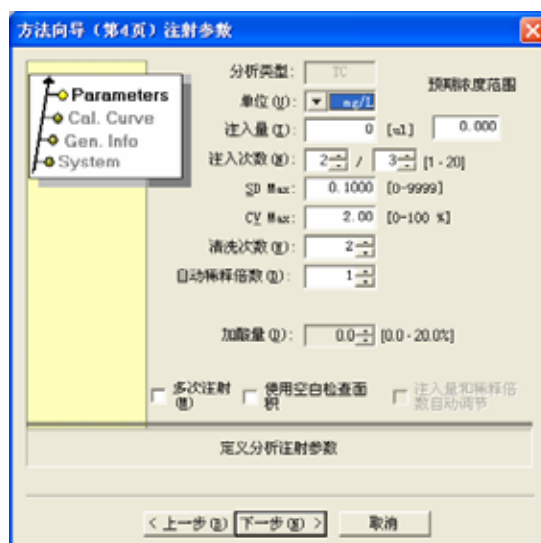 方法向导（第4页）注射参数
Parameters
Cal. Curve
Gen. Info
System
分析类型: TC
预期浓度范围
单位(U): mg/L
注入量(I): 0 [ul] 0.000
注入次数(N): 2 / 3 [1 - 20]
SD Max: 0.1000 [0-9999]
CV Max: 2.00 [0-100 %]
清洗次数(W): 2
自动稀释倍数(D): 1
加酸量(D): 0.0 [0.0 - 20.0%]
多次注射(M)
使用空白检查面积
注入量和稀释倍数自动调节
定义分析注射参数
< 上一步(B) 下一步(N) > 取消